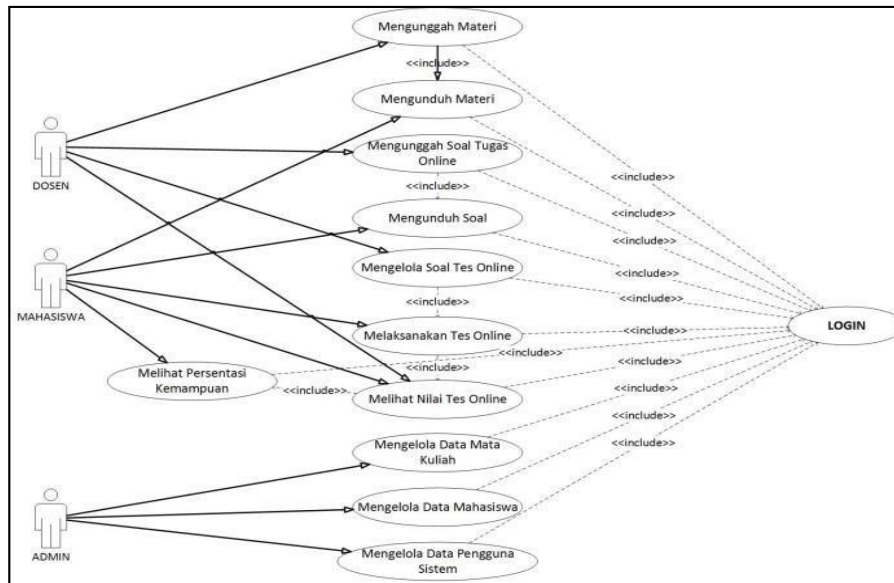 Mengunggah Materi
<<include>>
Mengunduh Materi
DOSEN
Mengunggah Soal Tugas
Online
<<include>>
<<include>>
<<include>>
Mengunduh Soal
<<include>>
Mengelola Soal Tes Online
<<include>>
MAHASISWA
<<include>>
<<include>>
LOGIN
Melaksanakan Tes Online
<<include>>
<<include>>
<<include>>
<<include>>
Melihat Persentasi
Kemampuan
<<include>>
Melihat Nilai Tes Online
<<include>>
<<include>>
Mengelola Data Mata
Kuliah
<<include>>
Mengelola Data Mahasiswa
ADMIN
Mengelola Data Pengguna
Sistem